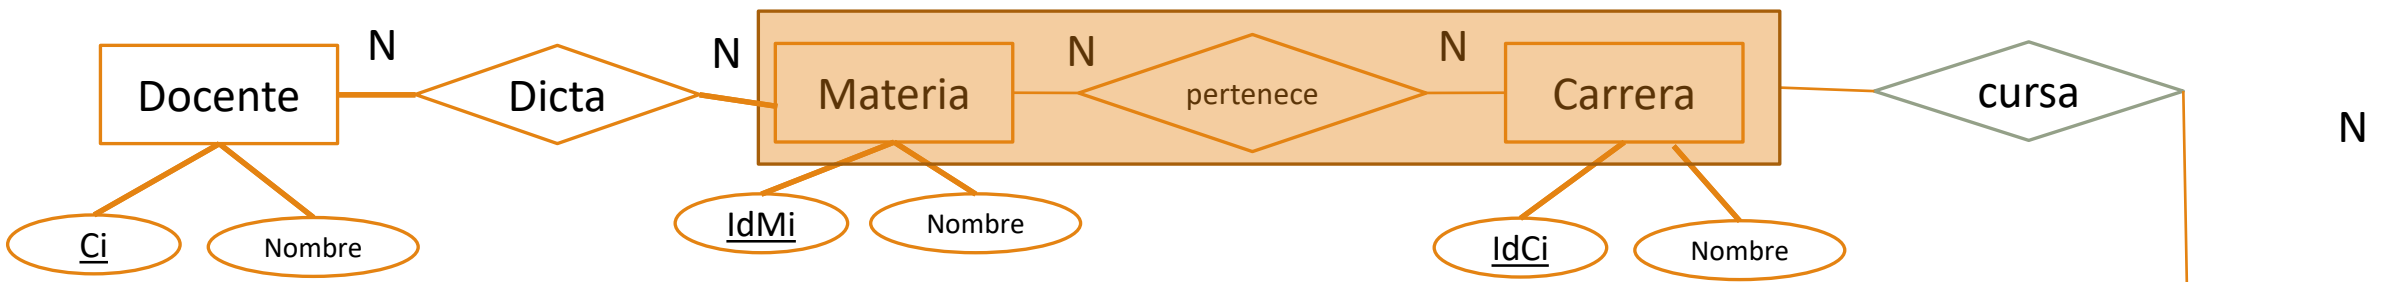 Docente
N
Dicta
N
Materia
N
pertenece
N
Carrera
cursa
N
Ci
Nombre
IdMi
Nombre
IdCi
Nombre